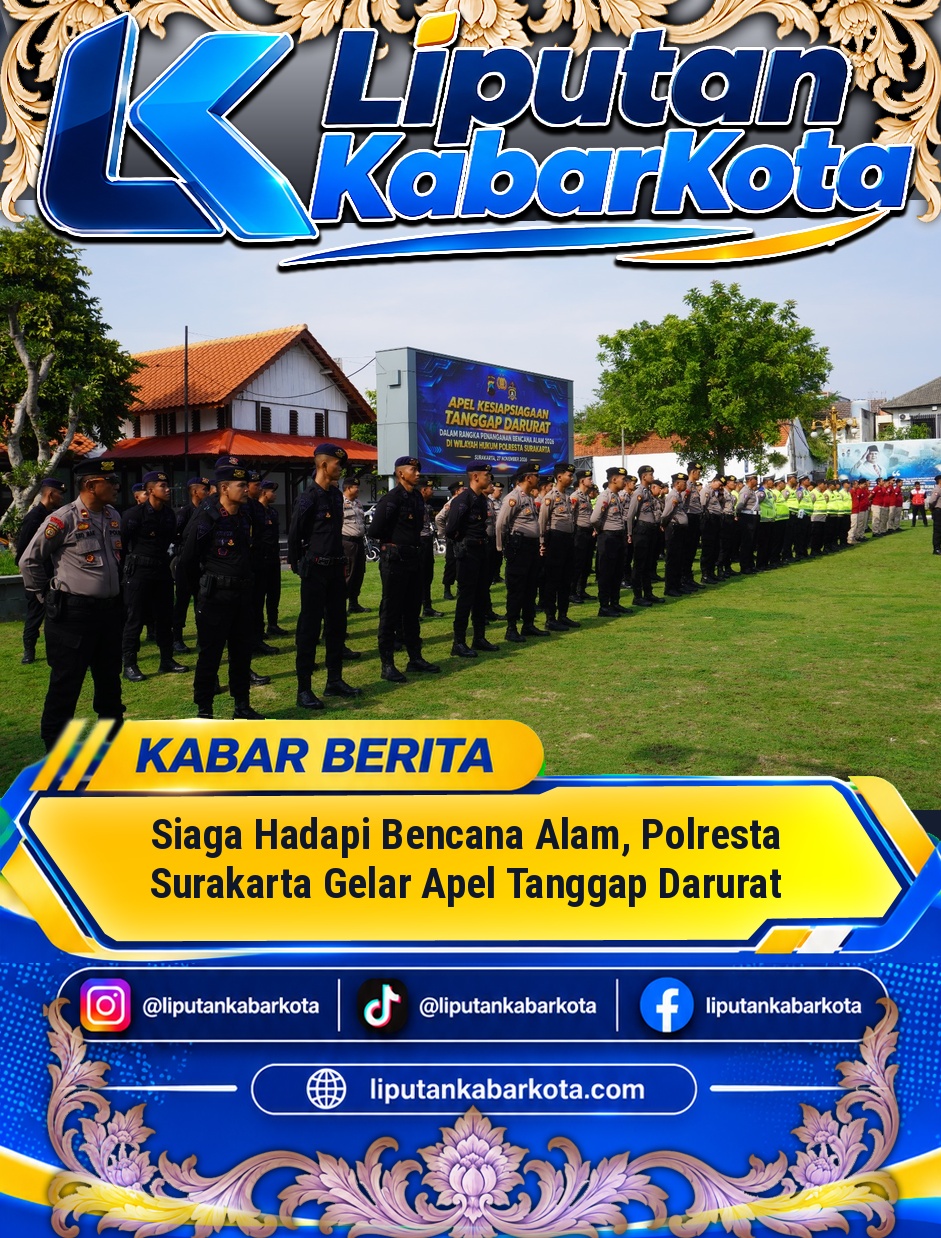 Liputan
KabarKota
APEL KESIAPSIAGAAN
TANGGAP DARURAT
DALAM RANGKA PENANGANAN BENCANA ALAM 2026
DI WILAYAH HUKUM POLRESTA SURAKARTA
KABAR BERITA
Siaga Hadapi Bencana Alam, Polresta
Surakarta Gelar Apel Tanggap Darurat
@liputankabarkota
@liputankabarkota
liputankabarkota
liputankabarkota.com